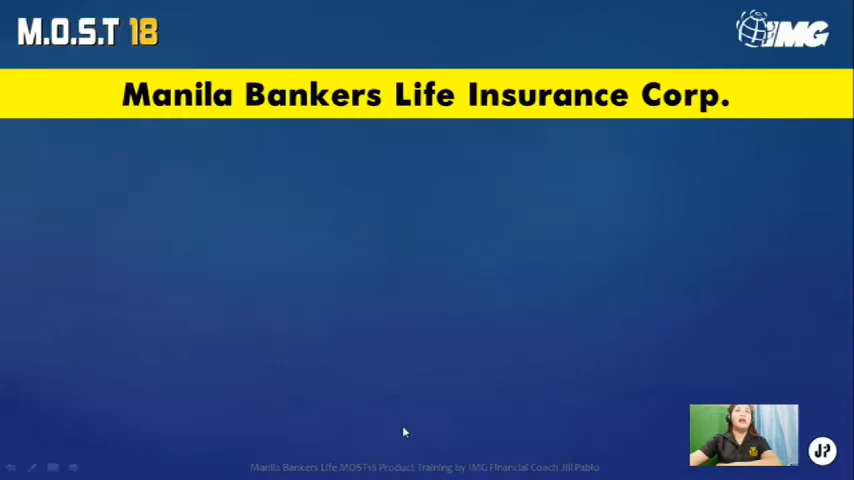 M.O.S.T 18
iMG
Manila Bankers Life Insurance Corp.
JP
Manila Bankers Life MOST18 Product Training by IMG Financial Coach Jill Pablo